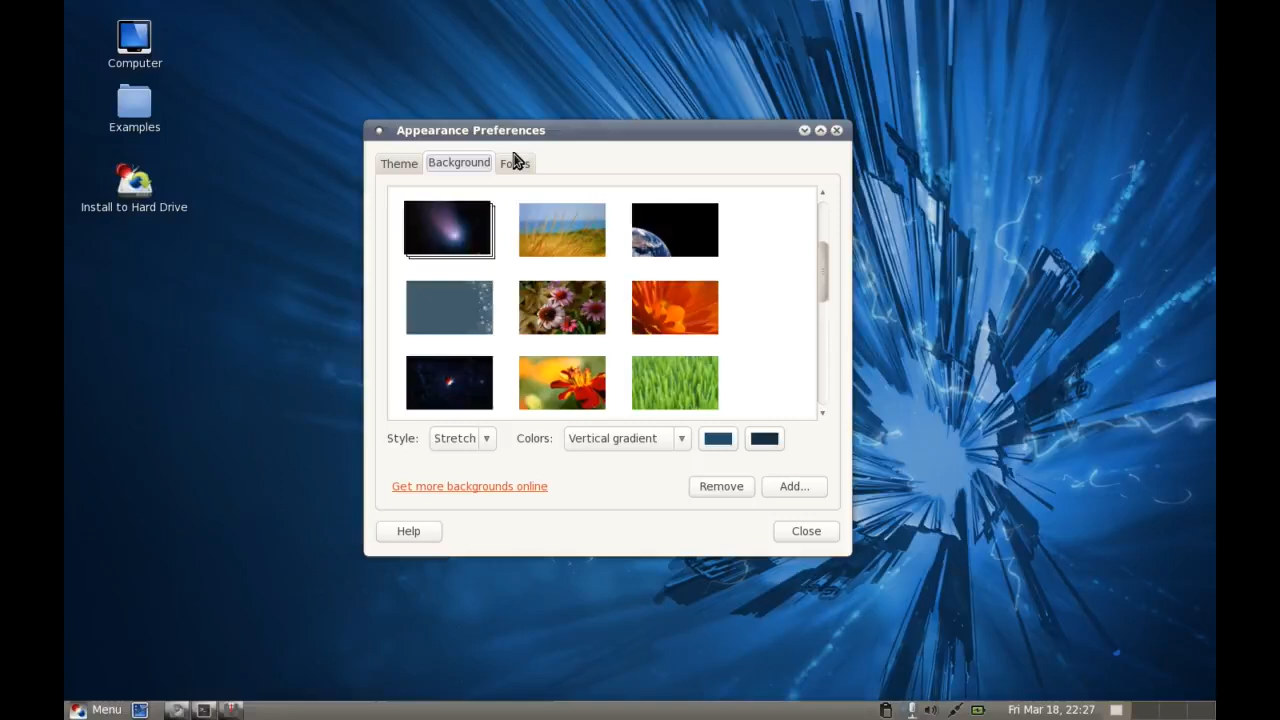 Computer
Examples
Install to Hard Drive
Appearance Preferences
Theme Background
Style: Stretch Colors: Vertical gradient
Get more backgrounds online Remove Add...
Help Close
Menu Fri Mar 18, 22:27